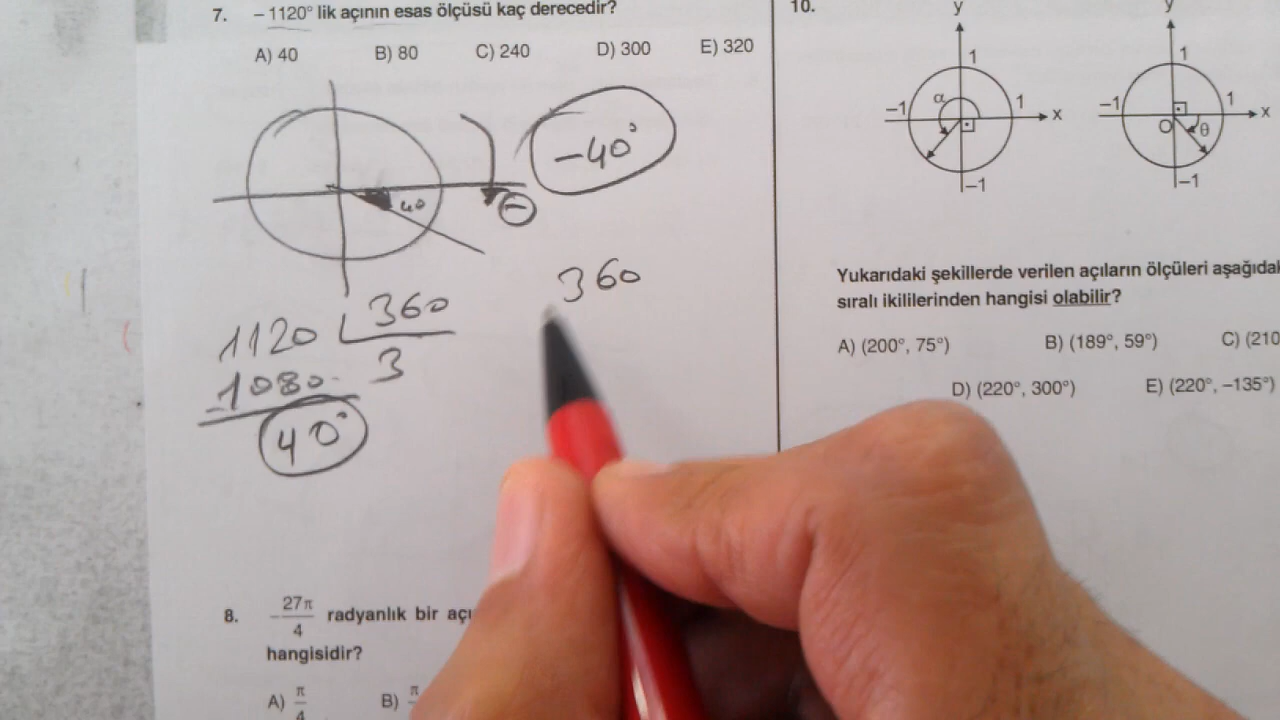 7. – 1120° lik açının esas ölçüsü kaç derecedir?
A) 40 B) 80 C) 240 D) 300 E) 320
40
–
–40°
360
1120 360
3
-1080
40°
8. -27π/4 radyanlık bir açı
hangisidir?
A) π/4 B) π
10.
y
1
α
–1
1
x
–1
y
1
–1
1
x
O
θ
–1
Yukarıdaki şekillerde verilen açıların ölçüleri aşağıda
sıralı ikililerinden hangisi olabilir?
A) (200°, 75°) B) (189°, 59°) C) (210
D) (220°, 300°) E) (220°, –135°)